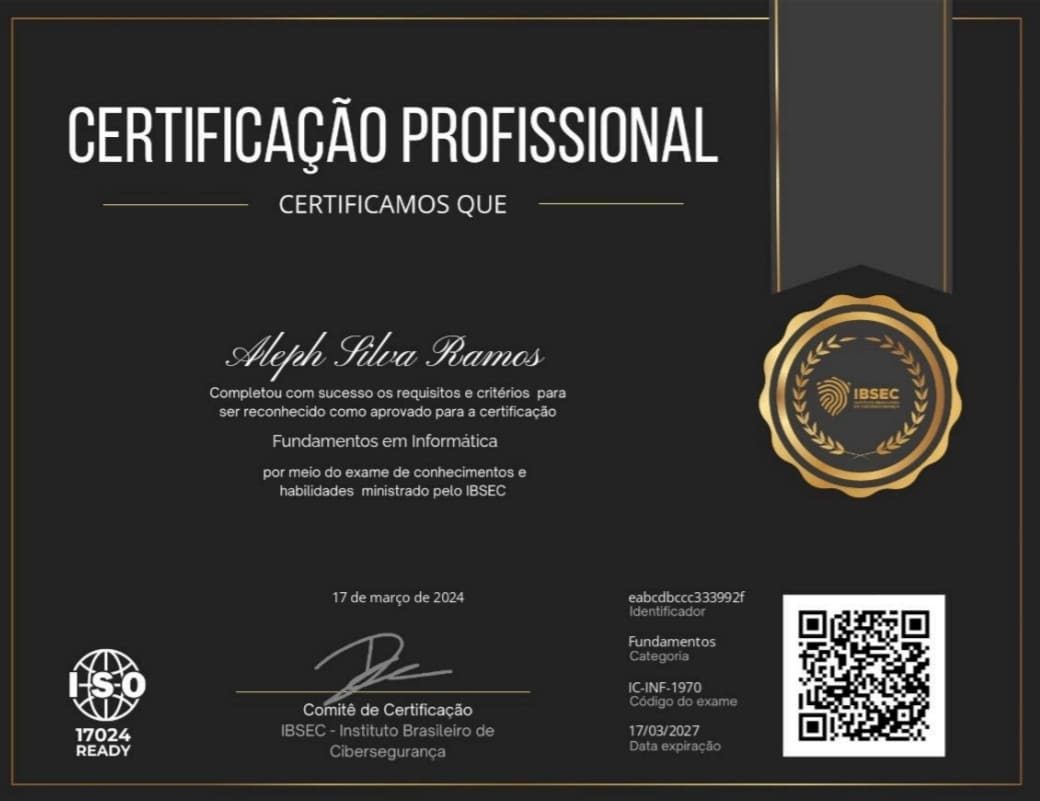 CERTIFICAÇÃO PROFISSIONAL
CERTIFICAMOS QUE
Aleph Silva Ramos
Completou com sucesso os requisitos e critérios para
ser reconhecido como aprovado para a certificação
Fundamentos em Informática
por meio do exame de conhecimentos e
habilidades ministrado pelo IBSEC
IBSEC
17 de março de 2024
Comitê de Certificação
IBSEC - Instituto Brasileiro de
Cibersegurança
eabcdbccc333992f
Identificador
Fundamentos
Categoria
IC-INF-1970
Código do exame
17/03/2027
Data expiração
ISO
17024
READY